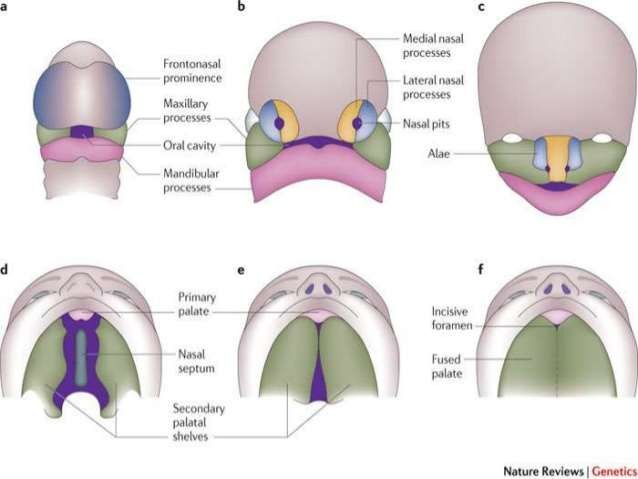 a
b
c
Frontonasal
prominence
Maxillary
processes
Oral cavity
Mandibular
processes
Medial nasal
processes
Lateral nasal
processes
Nasal pits
Alae
d
e
f
Primary
palate
Nasal
septum
Secondary
palatal
shelves
Incisive
foramen
Fused
palate
Nature Reviews | Genetics